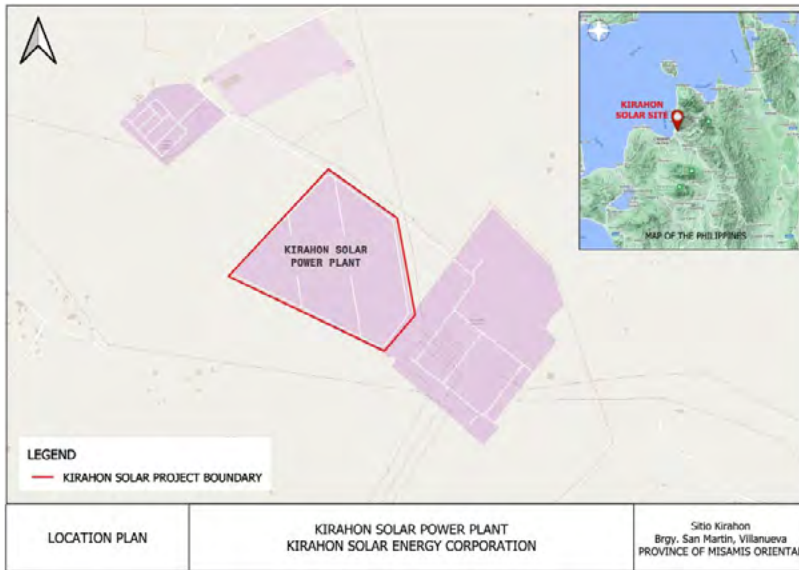 KIRAHON
SOLAR SITE
MAP OF THE PHILIPPINES
KIRAHON SOLAR
POWER PLANT
LEGEND
KIRAHON SOLAR PROJECT BOUNDARY
LOCATION PLAN
KIRAHON SOLAR POWER PLANT
KIRAHON SOLAR ENERGY CORPORATION
Sitio Kirahon
Brgy. San Martin, Villanueva
PROVINCE OF MISAMIS ORIENTAL